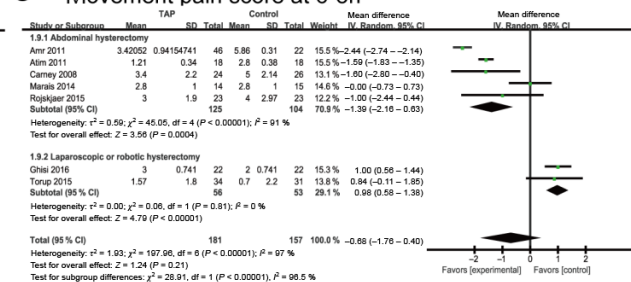 Movement pain score at 6-8h
TAP Control Mean difference Mean difference
Study or Subgroup Mean SD Total Mean SD Total Weight IV. Random. 95% CI IV. Random. 95% CI
1.9.1 Abdominal hysterectomy
Amr 2011 3.42052 0.94154741 46 5.86 0.31 22 15.5% −2.44 (−2.74 − −2.14)
Atim 2011 1.21 0.34 18 2.8 0.38 18 15.5% −1.59 (−1.83 − −1.35)
Carney 2008 3.4 2.2 24 5 2.14 26 13.1% −1.60 (−2.80 − −0.40)
Marais 2014 2.8 1 14 2.8 1 15 14.5% −0.00 (−0.73 − 0.73)
Rojskjaer 2015 3 1.9 23 4 2.97 23 12.2% −1.00 (−2.44 − 0.44)
Subtotal (95% CI) 125 104 70.9% −1.39 (−2.16 − 0.63)
Heterogeneity: τ² = 0.59; χ² = 45.05, df = 4 (P < 0.00001); I² = 91 %
Test for overall effect: Z = 3.56 (P = 0.0004)
1.9.2 Laparoscopic or robotic hysterectomy
Ghisi 2016 3 0.741 22 2 0.741 22 15.3% 1.00 (0.56 − 1.44)
Torup 2015 1.57 1.8 34 0.7 2.2 31 13.8% 0.84 (−0.11 − 1.85)
Subtotal (95% CI) 56 53 29.1% 0.98 (0.58 − 1.38)
Heterogeneity: τ² = 0.00; χ² = 0.06, df = 1 (P = 0.81); I² = 0 %
Test for overall effect: Z = 4.79 (P < 0.00001)
Total (95% CI) 181 157 100.0% −0.68 (−1.76 − 0.40)
Heterogeneity: τ² = 1.93; χ² = 197.96, df = 6 (P < 0.00001); I² = 97 %
Test for overall effect: Z = 1.24 (P = 0.21)
Test for subgroup differences: χ² = 28.91, df = 1 (P < 0.00001), I² = 96.5 %
−2 −1 0 1 2
Favors [experimental] Favors [control]